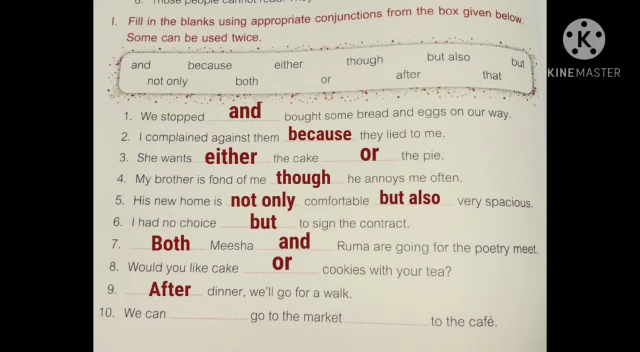 8. Those people cannot read. They
I. Fill in the blanks using appropriate conjunctions from the box given below.
Some can be used twice.
and because either though but also but
not only both or after that
KINEMASTER
1. We stopped and bought some bread and eggs on our way.
2. I complained against them because they lied to me.
3. She wants either the cake or the pie.
4. My brother is fond of me though he annoys me often.
5. His new home is not only comfortable but also very spacious.
6. I had no choice but to sign the contract.
7. Both Meesha and Ruma are going for the poetry meet.
8. Would you like cake or cookies with your tea?
9. After dinner, we'll go for a walk.
10. We can go to the market to the café.